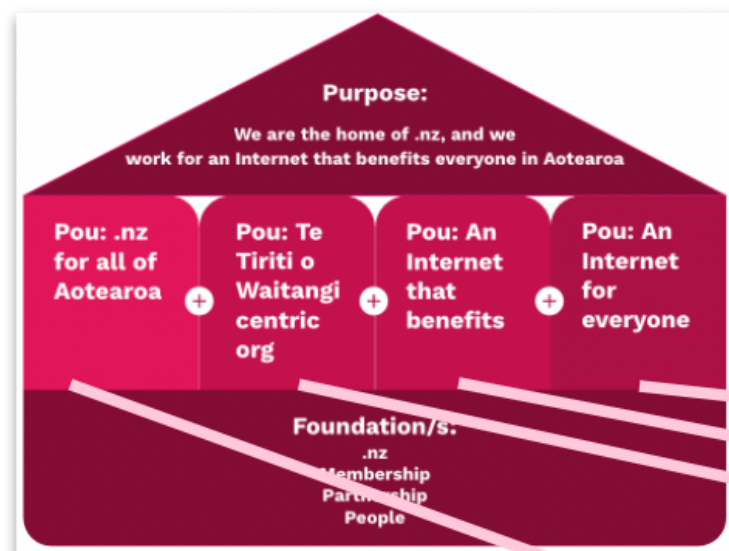 Purpose:
We are the home of .nz, and we
work for an Internet that benefits everyone in Aotearoa
Pou: .nz
for all of
Aotearoa
+
Pou: Te
Tiriti o
Waitangi
centric
org
+
Pou: An
Internet
that
benefits
+
Pou: An
Internet
for
everyone
Foundation/s:
.nz
Membership
Partnership
People